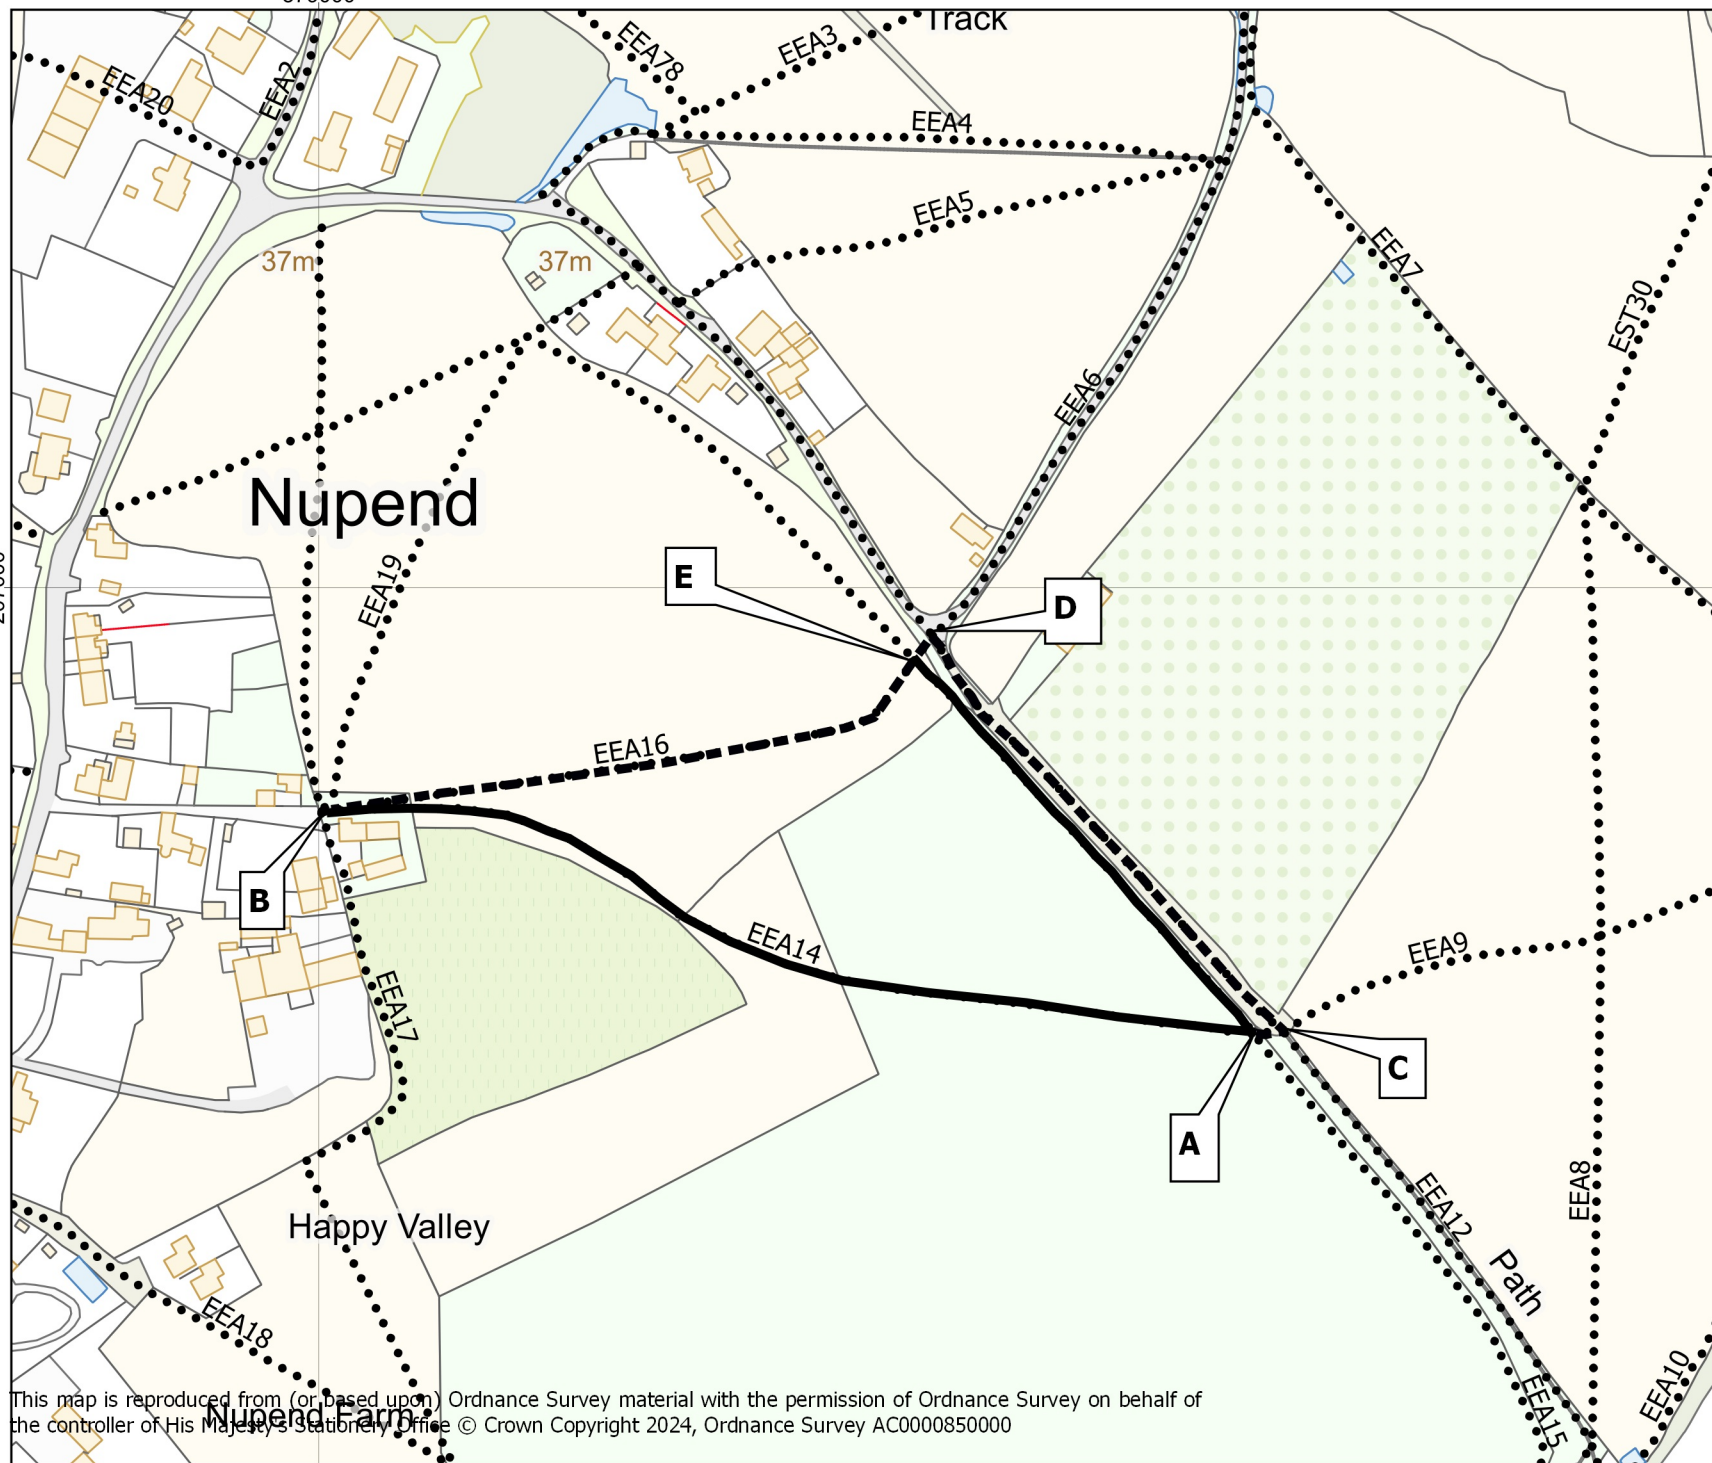 Track
EEA78
EEA3
EEA20
EEA2
EEA4
EEA5
37m
37m
EEA7
EST30
EEA6
Nupend
EEA19
E
D
EEA16
B
EEA14
EEA9
EEA17
C
A
EEA12
EEA8
Path
Happy Valley
EEA18
EEA10
EEA15
Nupend Farm
This map is reproduced from (or based upon) Ordnance Survey material with the permission of Ordnance Survey on behalf of
the controller of His Majesty's Stationery Office © Crown Copyright 2024, Ordnance Survey AC0000850000